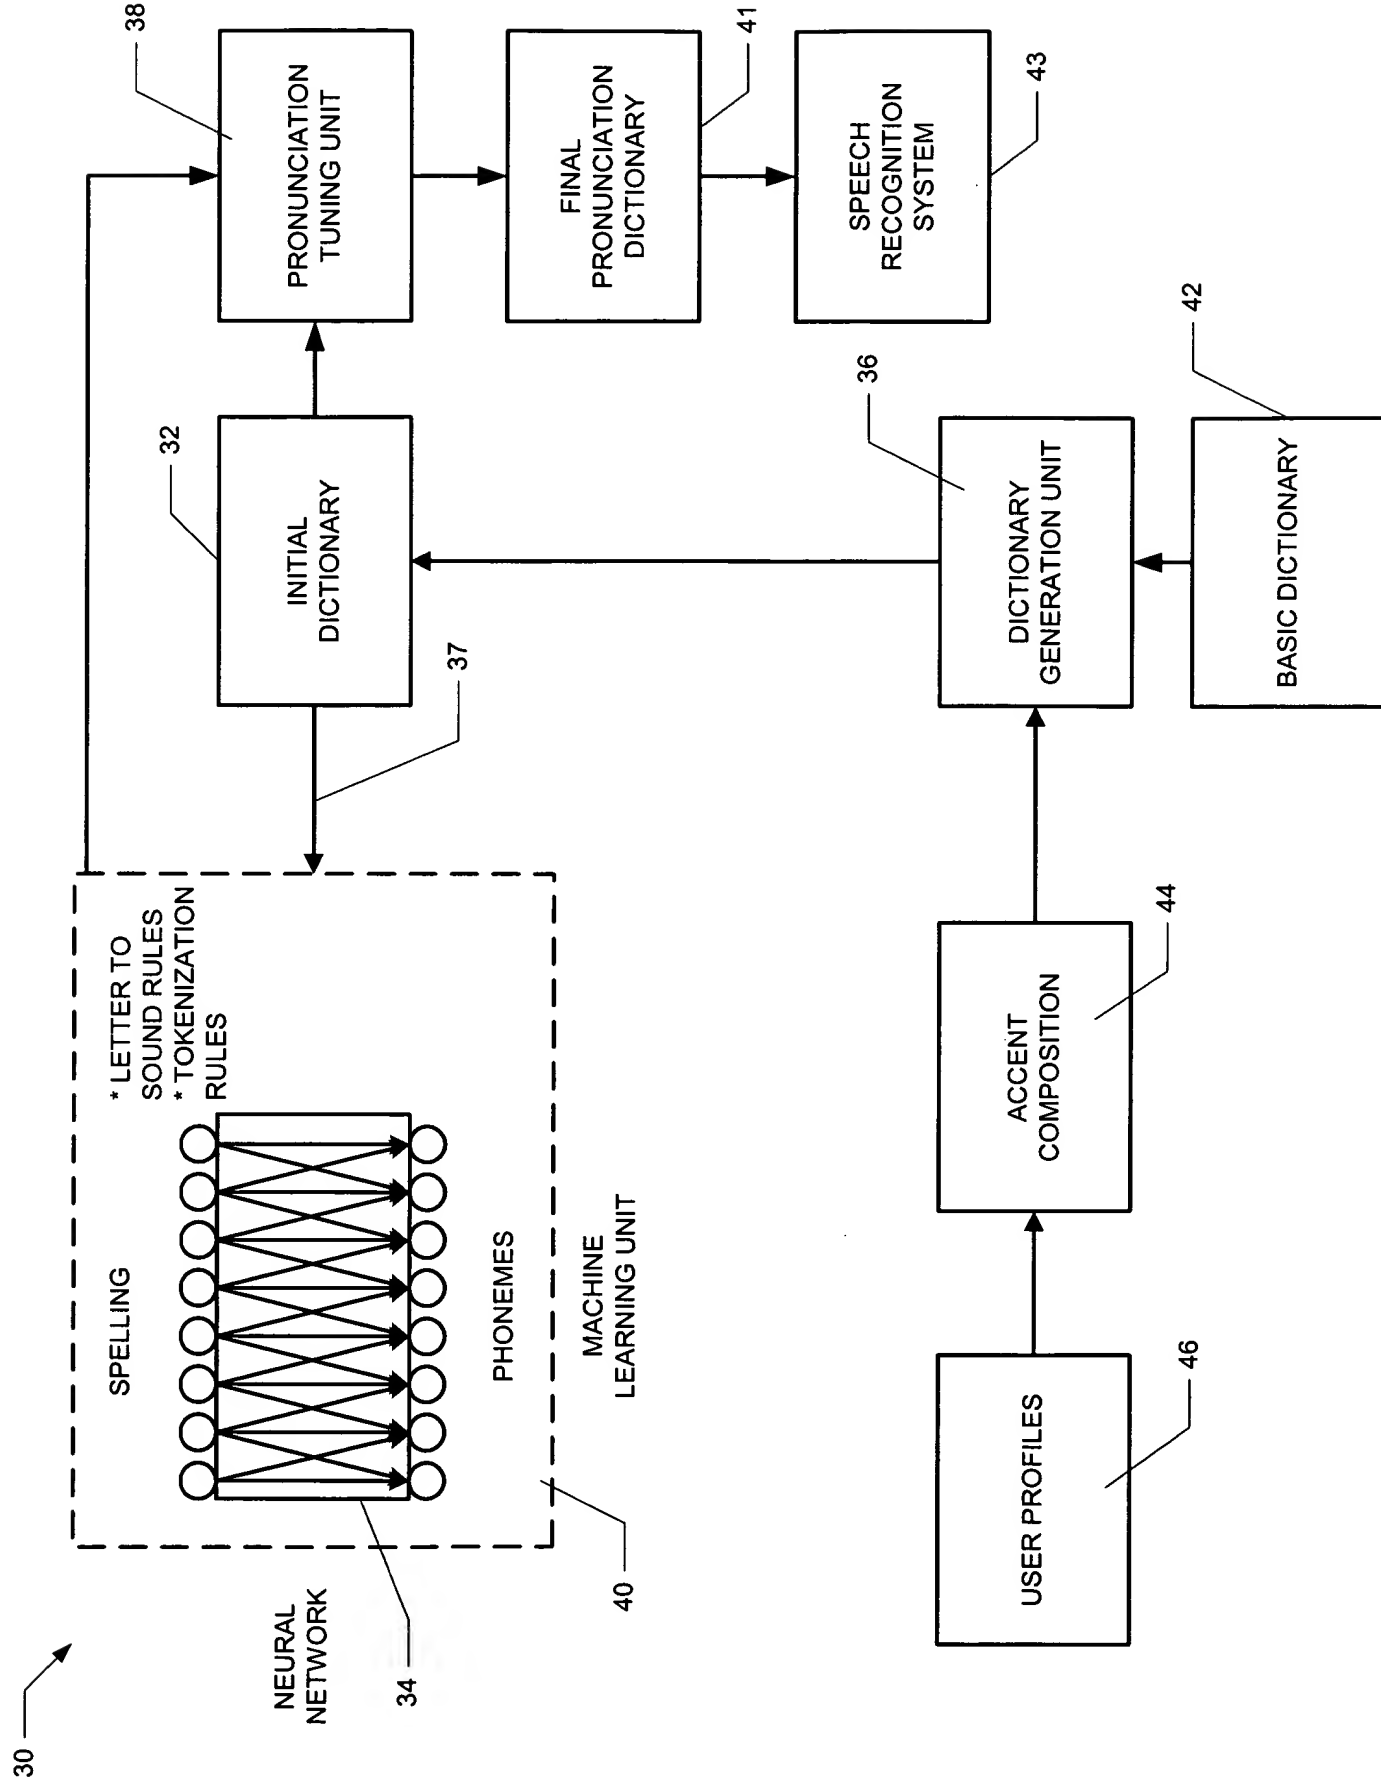 30
NEURAL
NETWORK
34
SPELLING
* LETTER TO
SOUND RULES
* TOKENIZATION
RULES
PHONEMES
MACHINE
LEARNING UNIT
40
37
INITIAL
DICTIONARY
32
PRONUNCIATION
TUNING UNIT
38
FINAL
PRONUNCIATION
DICTIONARY
41
SPEECH
RECOGNITION
SYSTEM
43
USER PROFILES
46
ACCENT
COMPOSITION
44
DICTIONARY
GENERATION UNIT
36
BASIC DICTIONARY
42